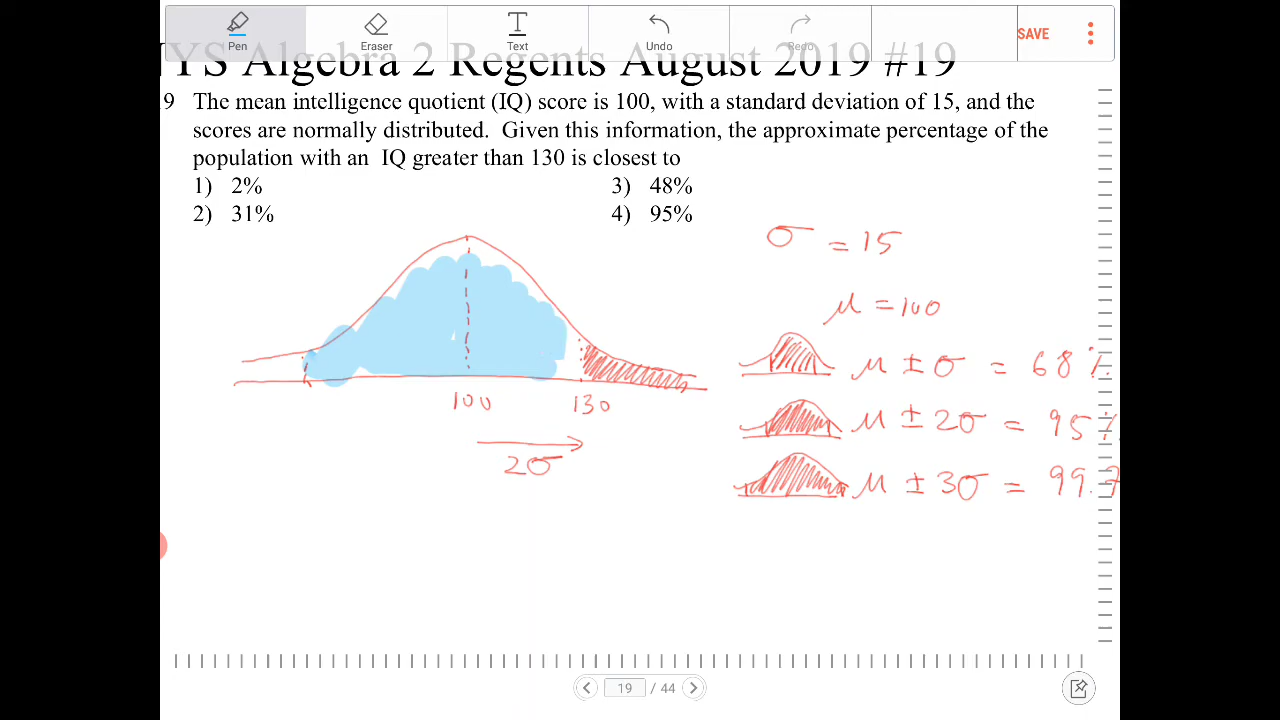 Pen Eraser Text Undo Redo SAVE
YS Algebra 2 Regents August 2019 #19
9 The mean intelligence quotient (IQ) score is 100, with a standard deviation of 15, and the
scores are normally distributed. Given this information, the approximate percentage of the
population with an IQ greater than 130 is closest to
1) 2% 3) 48%
2) 31% 4) 95%
σ = 15
μ = 100
μ ± σ = 68%
μ ± 2σ = 95%
μ ± 3σ = 99.7
100 130
2σ
19 / 44